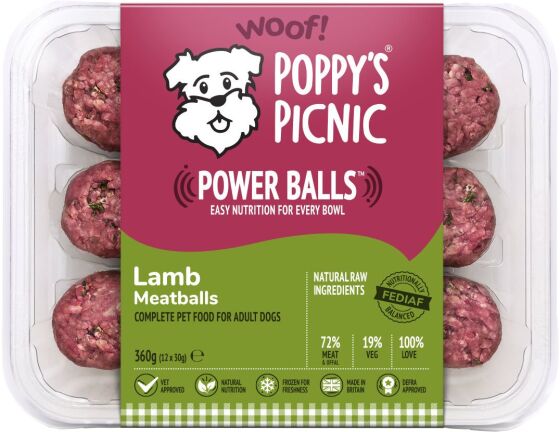 woof!
POPPY'S®
PICNIC
POWER BALLS™
EASY NUTRITION FOR EVERY BOWL
Lamb
Meatballs
COMPLETE PET FOR ADULT DOGS
360g (12 x 30g) ℮
NATURAL RAW
INGREDIENTS
NUTRITIONALLY
FEDIAF
BALANCED
72%
MEAT
& OFFAL
19%
VEG
100%
LOVE
VET
APPROVED
NATURAL
NUTRITION
FROZEN FOR
FRESHNESS
MADE IN
BRITAIN
DEFRA
APPROVED